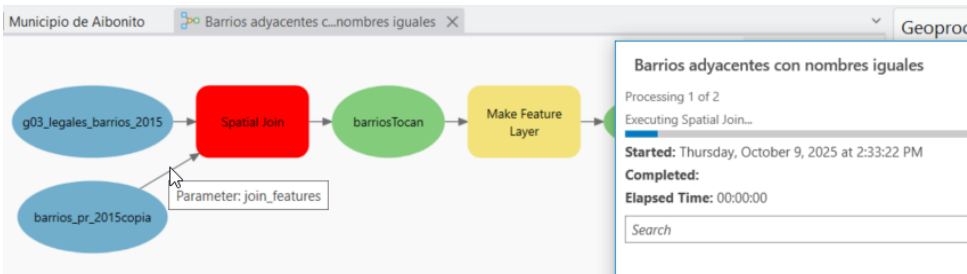 Municipio de Aibonito
Barrios adyacentes c...nombres iguales
Geoproc
Barrios adyacentes con nombres iguales
Processing 1 of 2
Executing Spatial Join...
Started: Thursday, October 9, 2025 at 2:33:22 PM
Completed:
Elapsed Time: 00:00:00
Search
g03_legales_barrios_2015
Spatial Join
barriosTocan
Make Feature
Layer
Parameter: join_features
barrios_pr_2015copia